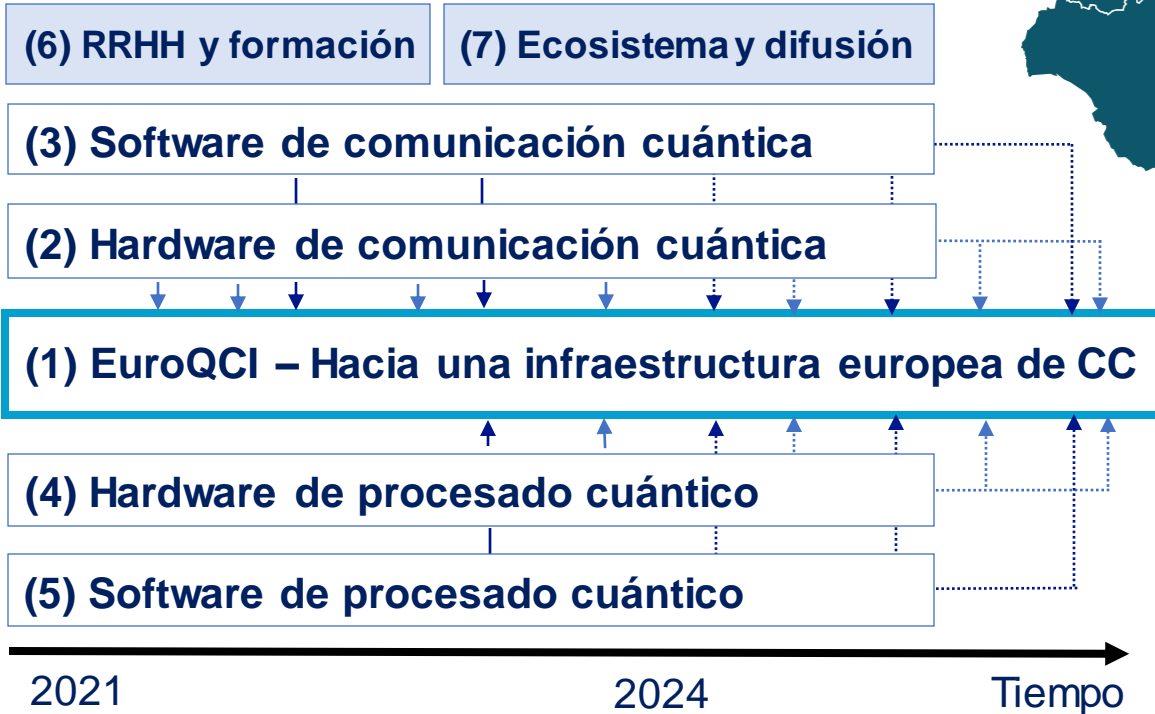 (6) RRHH y formación
(7) Ecosistema y difusión
(3) Software de comunicación cuántica
(2) Hardware de comunicación cuántica
(1) EuroQCI – Hacia una infraestructura europea de CC
(4) Hardware de procesado cuántico
(5) Software de procesado cuántico
2021
2024
Tiempo